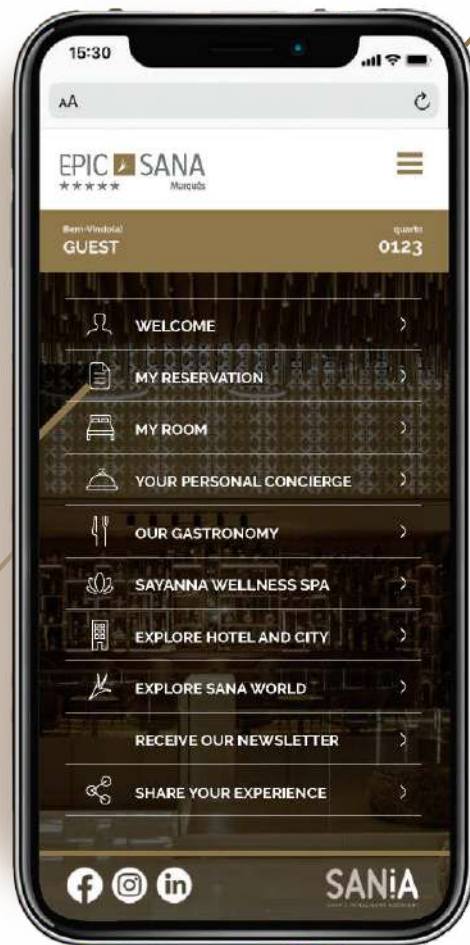 15:30
AA
EPIC SANA
Marquês
Bem-Vindo(a)
quarto
GUEST
0123
WELCOME
MY RESERVATION
MY ROOM
YOUR PERSONAL CONCIERGE
OUR GASTRONOMY
SAYANNA WELLNESS SPA
EXPLORE HOTEL AND CITY
EXPLORE SANA WORLD
RECEIVE OUR NEWSLETTER
SHARE YOUR EXPERIENCE
f in
SANiA